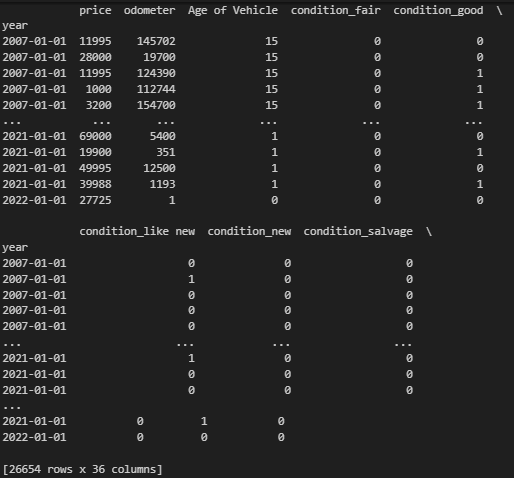 price odometer Age of Vehicle condition_fair condition_good \
year
2007-01-01 11995 145702 15 0 0
2007-01-01 28000 19700 15 0 0
2007-01-01 11995 124390 15 0 1
2007-01-01 1000 112744 15 0 1
2007-01-01 3200 154700 15 0 1
... ... ... ... ... ...
2021-01-01 69000 5400 1 0 0
2021-01-01 19900 351 1 0 1
2021-01-01 49995 12500 1 0 0
2021-01-01 39988 1193 1 0 1
2022-01-01 27725 1 0 0 0
condition_like new condition_new condition_salvage \
year
2007-01-01 0 0 0
2007-01-01 1 0 0
2007-01-01 0 0 0
2007-01-01 0 0 0
2007-01-01 0 0 0
... ... ... ...
2021-01-01 1 0 0
2021-01-01 0 0 0
2021-01-01 0 0 0
...
2021-01-01 0 1 0
2022-01-01 0 0 0
[26654 rows x 36 columns]